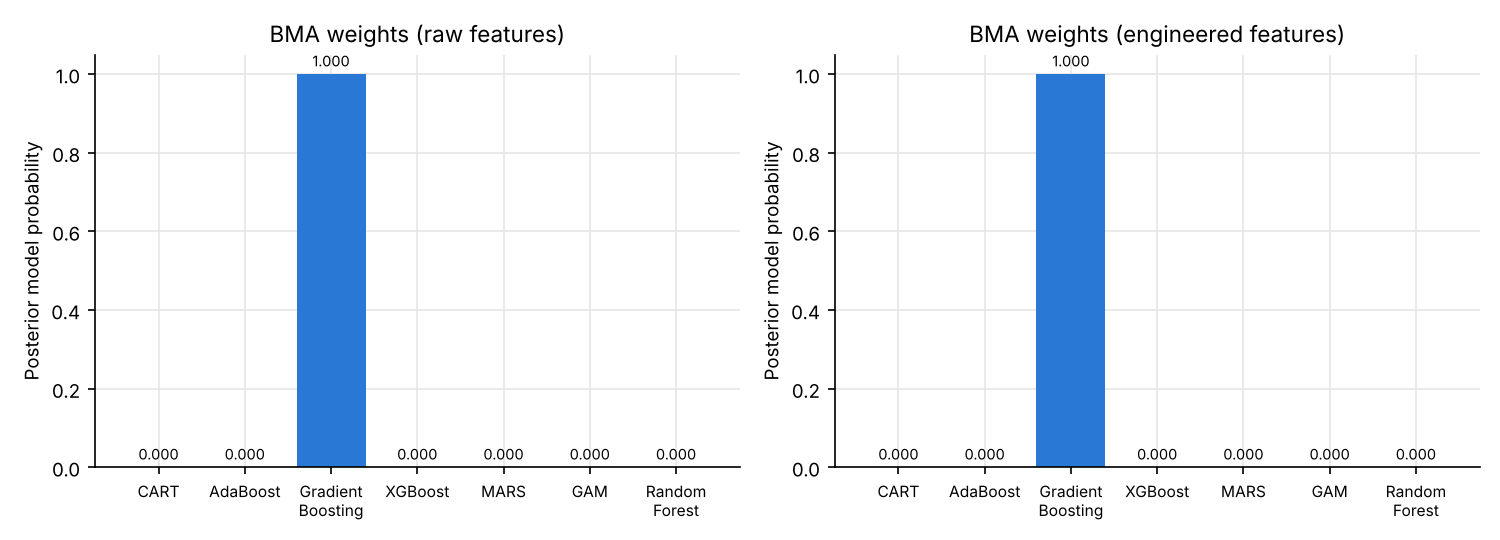 BMA weights (raw features)
Posterior model probability
1.0
0.8
0.6
0.4
0.2
0.0
0.000
0.000
1.000
0.000
0.000
0.000
0.000
CART
AdaBoost
Gradient
Boosting
XGBoost
MARS
GAM
Random
Forest
BMA weights (engineered features)
Posterior model probability
1.0
0.8
0.6
0.4
0.2
0.0
0.000
0.000
1.000
0.000
0.000
0.000
0.000
CART
AdaBoost
Gradient
Boosting
XGBoost
MARS
GAM
Random
Forest